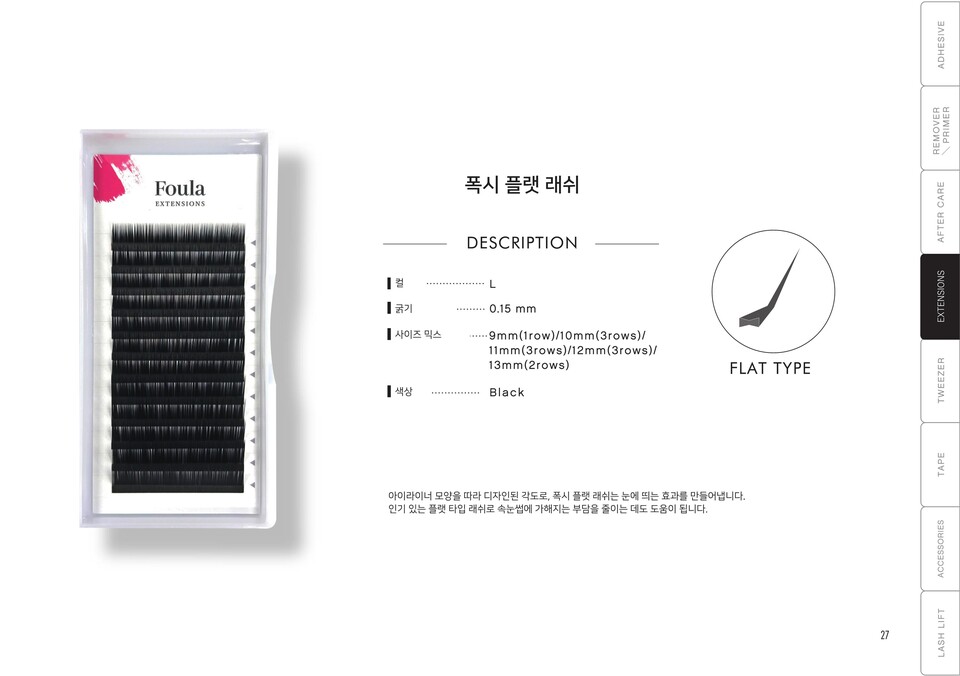 Foula
EXTENSIONS
폭시 플랫 래쉬
DESCRIPTION
컬 .................. L
굵기 ......... 0.15 mm
사이즈 믹스 ......9mm(1row)/10mm(3rows)/
11mm(3rows)/12mm(3rows)/
13mm(2rows)
색상 ............... Black
FLAT TYPE
아이라이너 모양을 따라 디자인된 각도로, 폭시 플랫 래쉬는 눈에 띄는 효과를 만들어냅니다.
인기 있는 플랫 타입 래쉬로 속눈썹에 가해지는 부담을 줄이는 데도 도움이 됩니다.
27
ADHESIVE
REMOVER
/ PRIMER
AFTER CARE
EXTENSIONS
TWEEZER
TAPE
ACCESSORIES
LASH LIFT